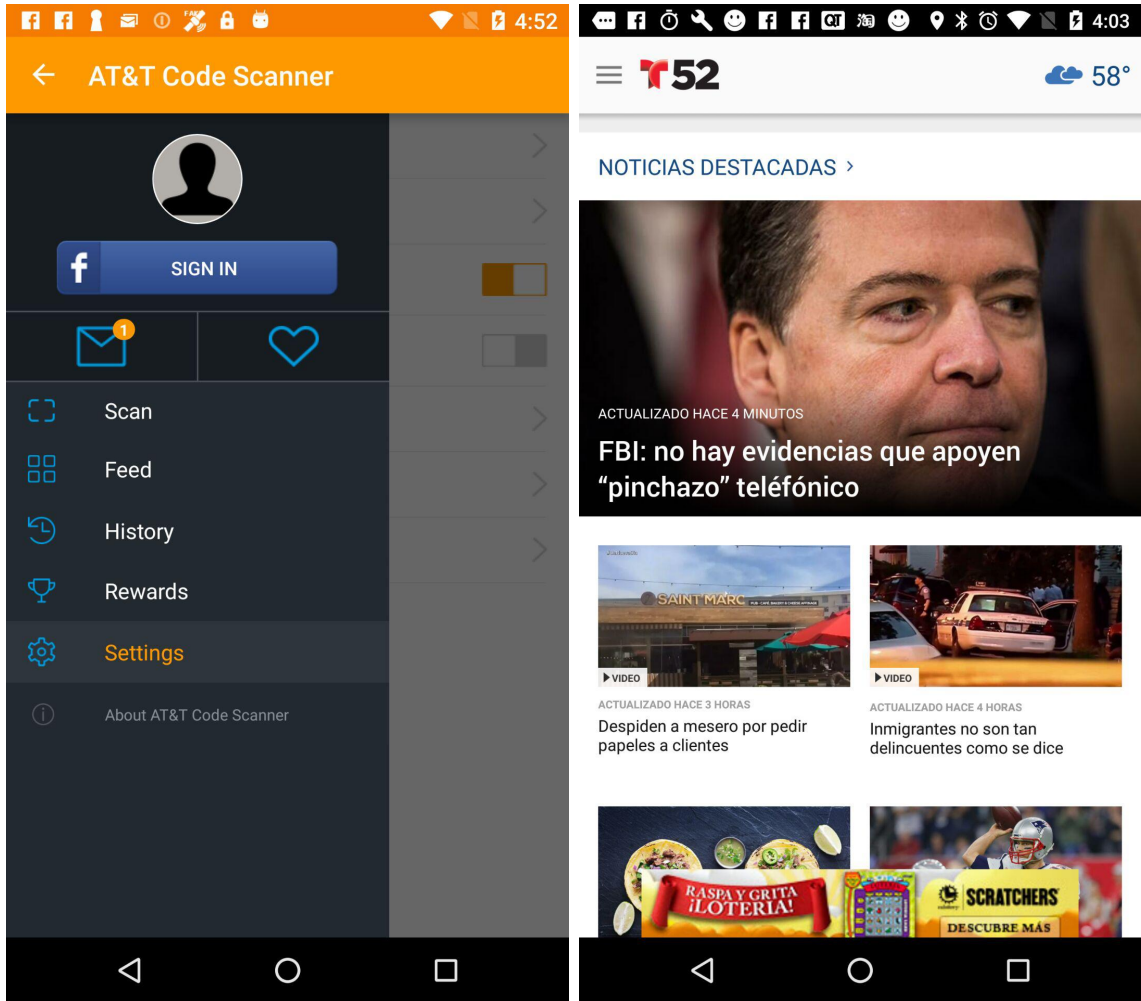 4:52
AT&T Code Scanner
f SIGN IN
1
Scan
Feed
History
Rewards
Settings
About AT&T Code Scanner
QT 淘 4:03
T52 58°
NOTICIAS DESTACADAS >
ACTUALIZADO HACE 4 MINUTOS
FBI: no hay evidencias que apoyen
“pinchazo” teléfónico
SAINT MARC
VIDEO
ACTUALIZADO HACE 3 HORAS
Despiden a mesero por pedir
papeles a clientes
VIDEO
ACTUALIZADO HACE 4 HORAS
Inmigrantes no son tan
delincuentes como se dice
RASPA Y GRITA
¡LOTERIA!
SCRATCHERS
DESCUBRE MÁS